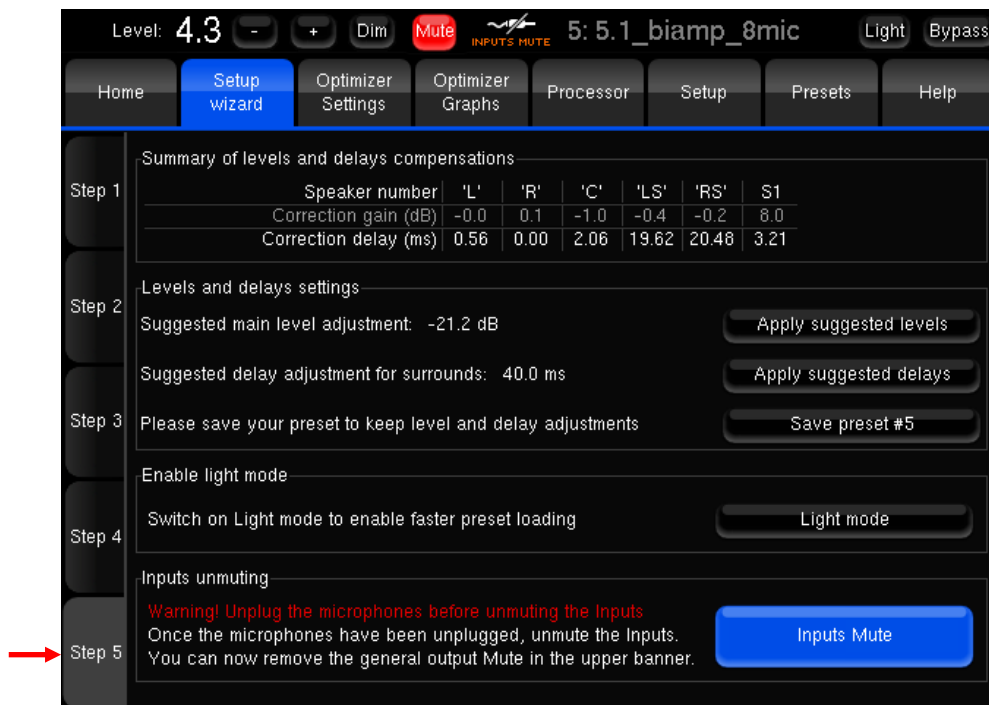 Level: 4.3 - + Dim Mute INPUTS MUTE 5: 5.1_biamp_8mic Light Bypass
Home Setup wizard Optimizer Settings Optimizer Graphs Processor Setup Presets Help
Step 1
Step 2
Step 3
Step 4
Step 5
Summary of levels and delays compensations
Speaker number 'L' 'R' 'C' 'LS' 'RS' S1
Correction gain (dB) -0.0 0.1 -1.0 -0.4 -0.2 8.0
Correction delay (ms) 0.56 0.00 2.06 19.62 20.48 3.21
Levels and delays settings
Suggested main level adjustment: -21.2 dB Apply suggested levels
Suggested delay adjustment for surrounds: 40.0 ms Apply suggested delays
Please save your preset to keep level and delay adjustments Save preset #5
Enable light mode
Switch on Light mode to enable faster preset loading Light mode
Inputs unmuting
Warning! Unplug the microphones before unmuting the Inputs
Once the microphones have been unplugged, unmute the Inputs.
You can now remove the general output Mute in the upper banner.
Inputs Mute